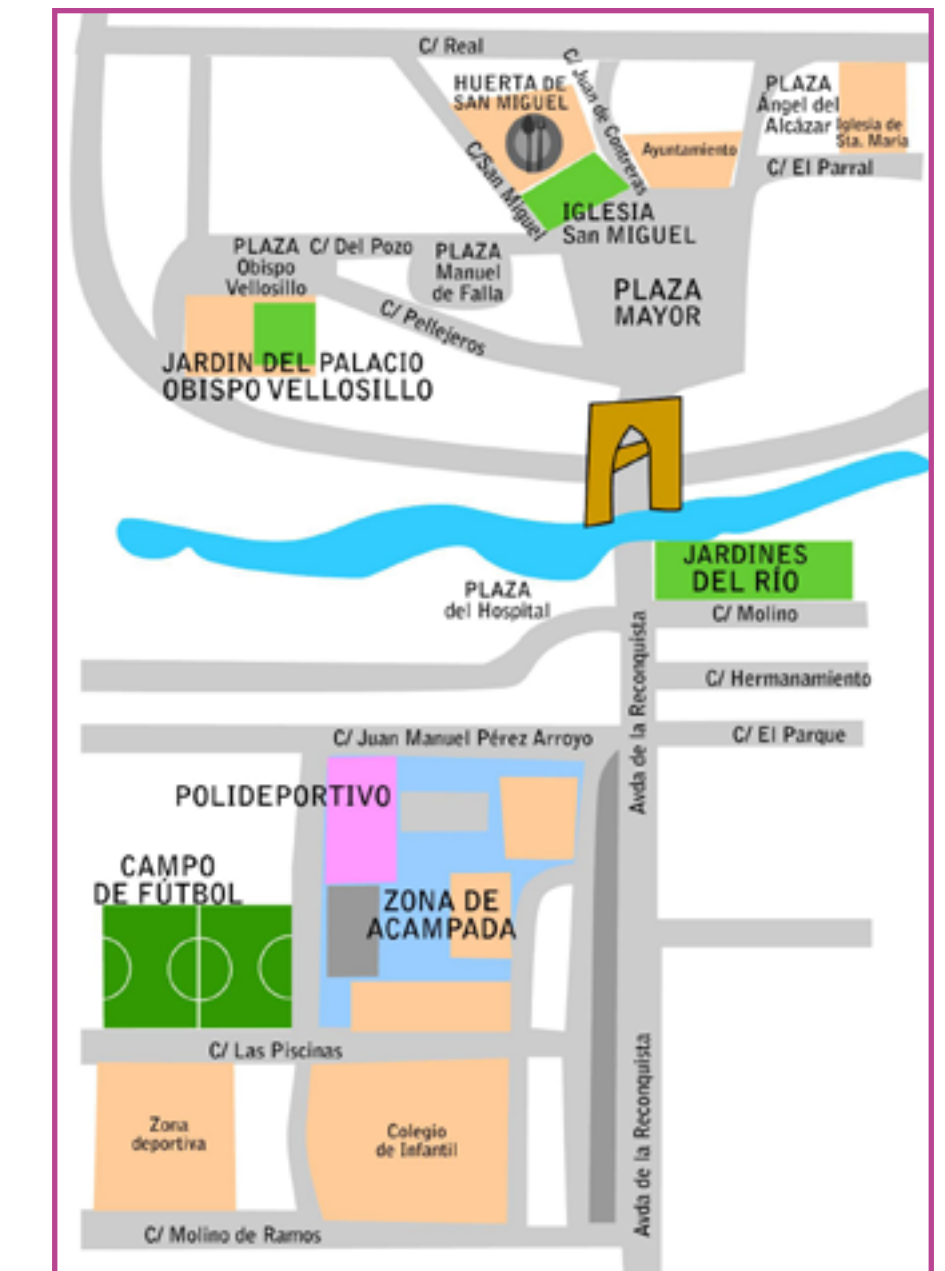 C/ Real
C/ Juan de Contreras
HUERTA DE
SAN MIGUEL
PLAZA
Ángel del
Alcázar
Iglesia de
Sta. Maria
Ayuntamiento
C/ El Parral
C/San Miguel
IGLESIA
San MIGUEL
PLAZA
Obispo
Vellosillo
C/ Del Pozo
PLAZA
Manuel
de Falla
PLAZA
MAYOR
C/ Pellejeros
JARDIN DEL PALACIO
OBISPO VELLOSILLO
JARDINES
DEL RÍO
PLAZA
del Hospital
C/ Molino
Avda de la Reconquista
C/ Hermanamiento
C/ Juan Manuel Pérez Arroyo
C/ El Parque
POLIDEPORTIVO
CAMPO
DE FÚTBOL
ZONA DE
ACAMPADA
C/ Las Piscinas
Avda de la Reconquista
Zona
deportiva
Colegio
de Infantil
C/ Molino de Ramos